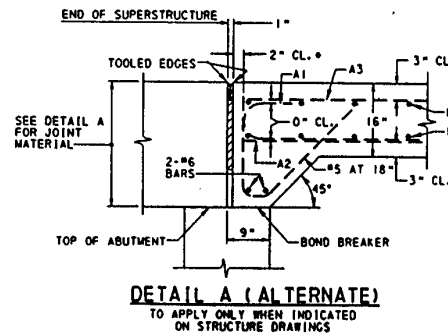 END OF SUPERSTRUCTURE
1"
2" CL. *
TOOLED EDGES
A1
A3
3" CL
SEE DETAIL A
FOR JOINT
MATERIAL
0" CL.
16"
A2
2-#6
BARS
#5 AT 18"
3" CL.
45°
9"
TOP OF ABUTMENT
BOND BREAKER
DETAIL A (ALTERNATE)
TO APPLY ONLY WHEN INDICATED
ON STRUCTURE DRAWINGS